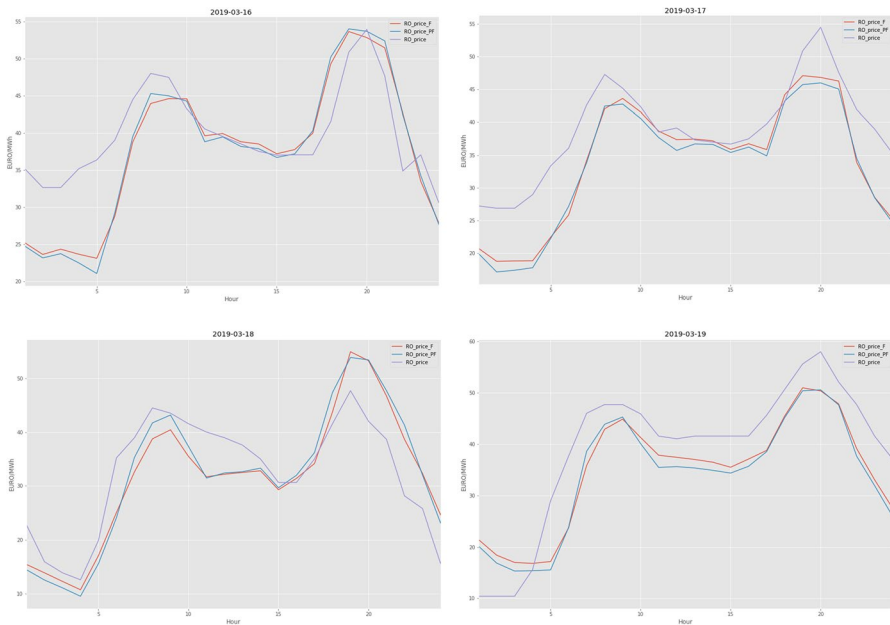 2019-03-16
RO_price_F
RO_price_PF
RO_price
EURO/MWh
55
50
45
40
35
30
25
20
5
10
15
20
Hour
2019-03-17
RO_price_F
RO_price_PF
RO_price
EURO/MWh
55
50
45
40
35
30
25
20
5
10
15
20
Hour
2019-03-18
RO_price_F
RO_price_PF
RO_price
EURO/MWh
50
40
30
20
10
5
10
15
20
Hour
2019-03-19
RO_price_F
RO_price_PF
RO_price
EURO/MWh
60
50
40
30
20
10
5
10
15
20
Hour